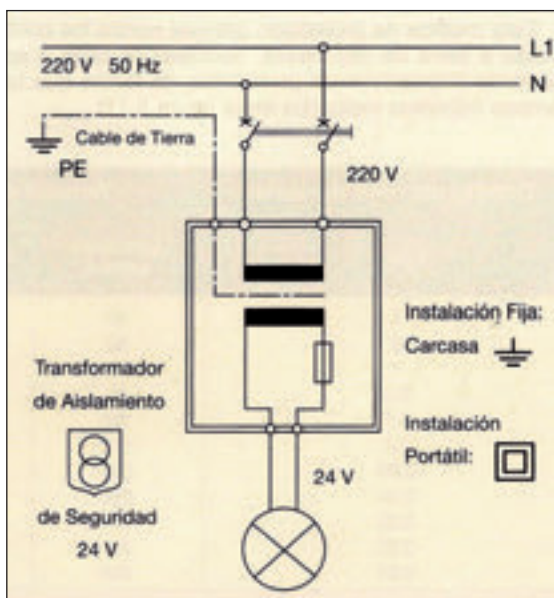 L1
220 V 50 Hz
N
Cable de Tierra
PE
220 V
Instalación Fija:
Carcasa
Transformador
de Aislamiento
Instalación
Portátil:
24 V
de Seguridad
24 V